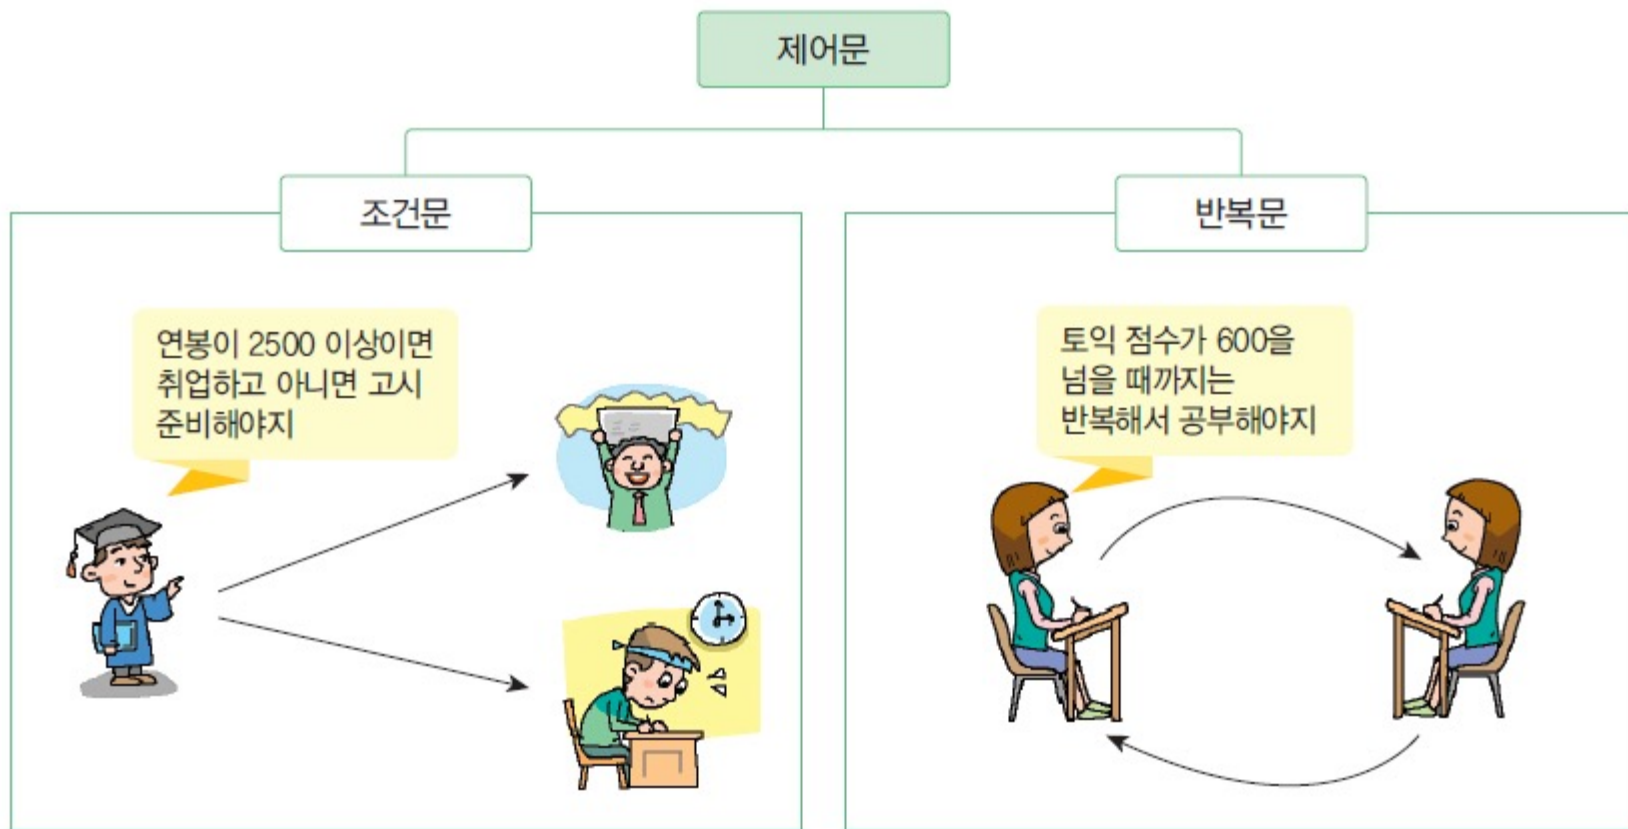 제어문
조건문
연봉이 2500 이상이면
취업하고 아니면 고시
준비해야지
반복문
토익 점수가 600을
넘을 때까지는
반복해서 공부해야지